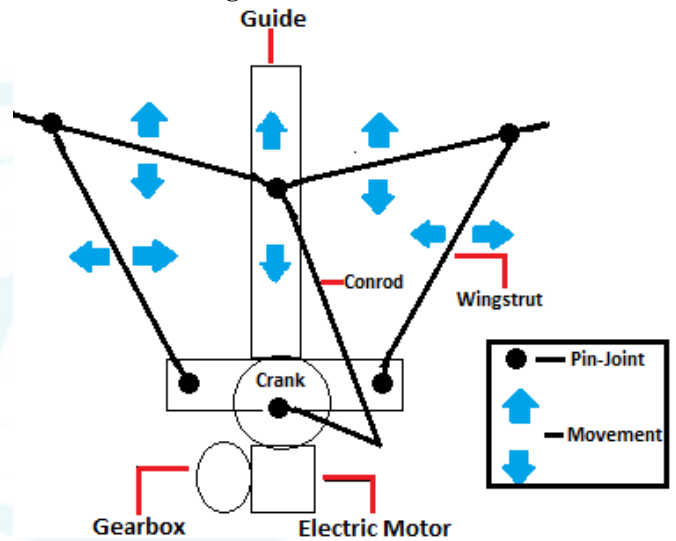 Guide
Conrod
Wingstrut
Crank
Pin-Joint
Movement
Gearbox
Electric Motor